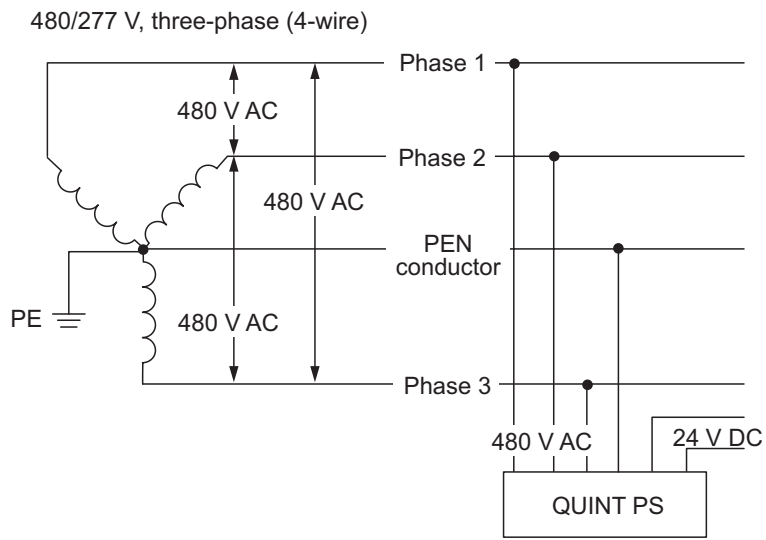 480/277 V, three-phase (4-wire)
Phase 1
480 V AC
Phase 2
480 V AC
PEN
conductor
PE
480 V AC
Phase 3
480 V AC
24 V DC
QUINT PS